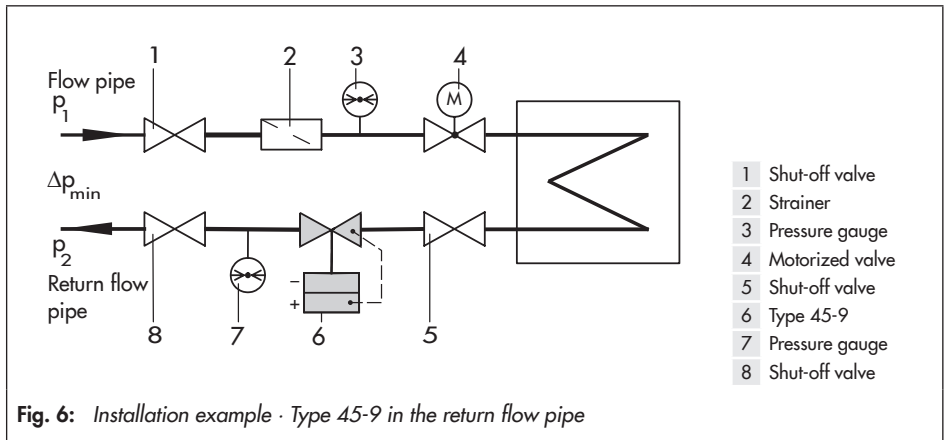 1 2 3 4
Flow pipe
p1
M
Δpmin
p2
Return flow
pipe
−
+
8 7 6 5
1 Shut-off valve
2 Strainer
3 Pressure gauge
4 Motorized valve
5 Shut-off valve
6 Type 45-9
7 Pressure gauge
8 Shut-off valve
Fig. 6: Installation example · Type 45-9 in the return flow pipe